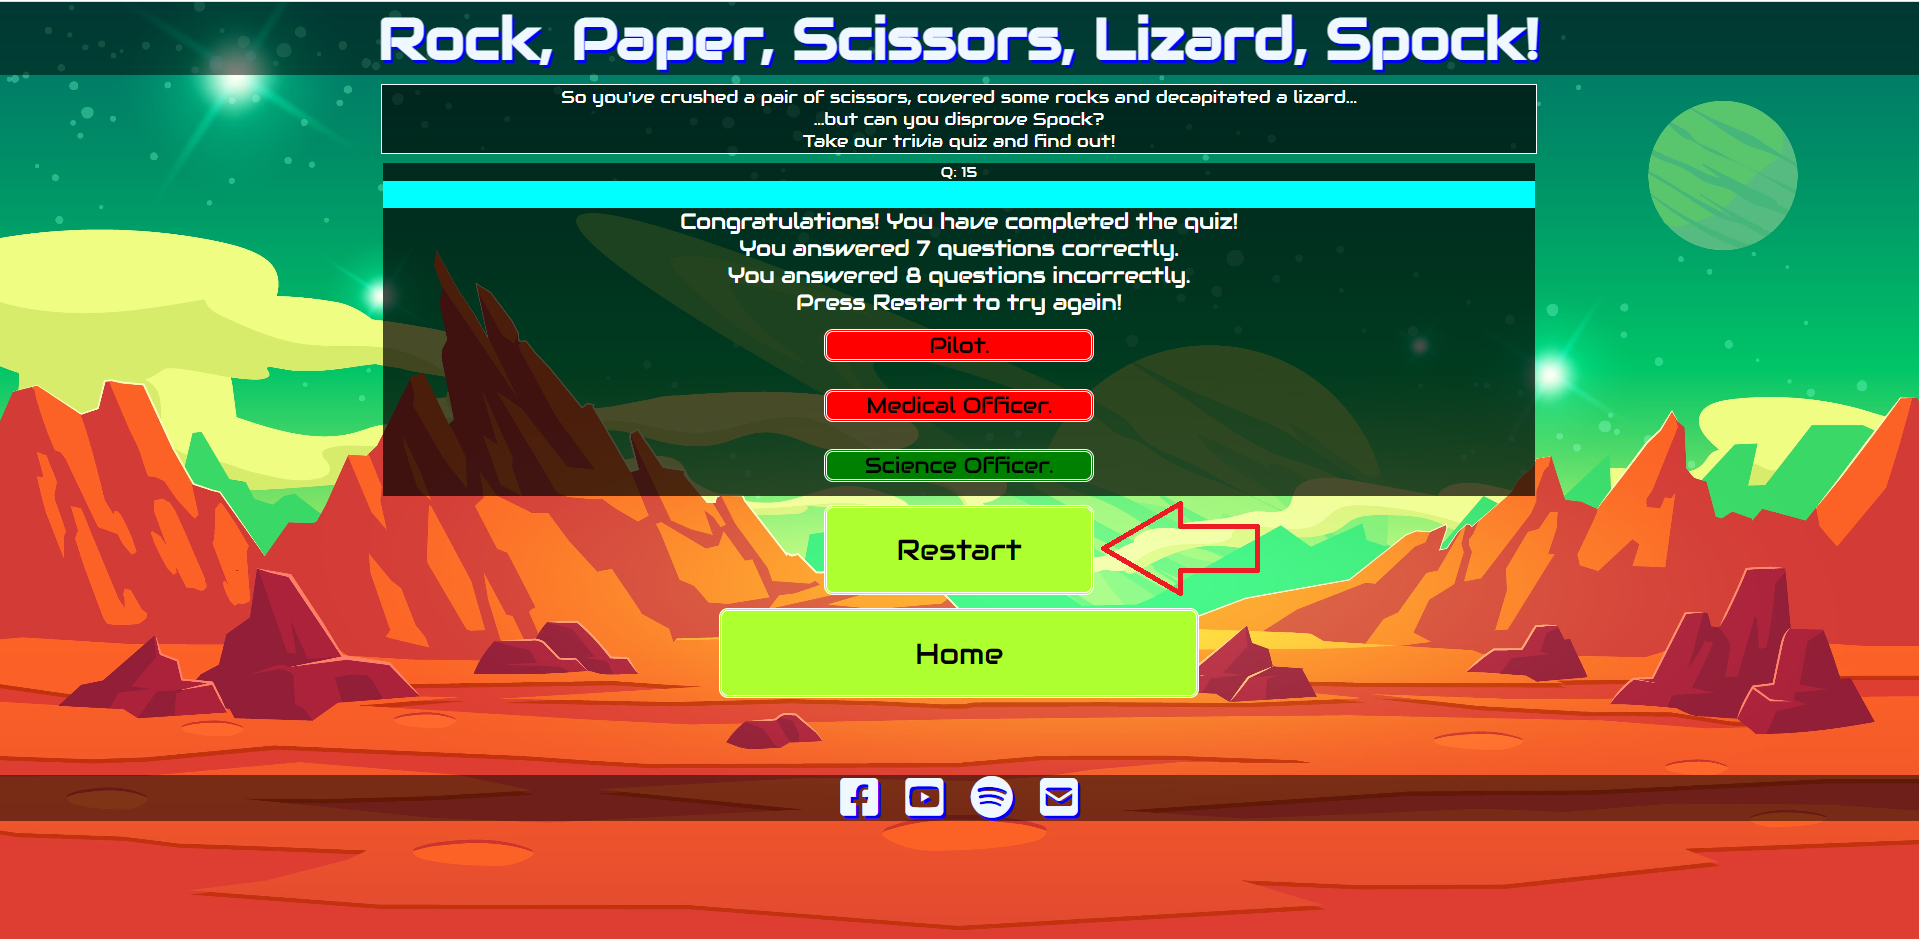 Rock, Paper, Scissors, Lizard, Spock!
So you've crushed a pair of scissors, covered some rocks and decapitated a lizard...
...but can you disprove Spock?
Take our trivia quiz and find out!
Q: 15
Congratulations! You have completed the quiz!
You answered 7 questions correctly.
You answered 8 questions incorrectly.
Press Restart to try again!
Pilot.
Medical Officer.
Science Officer.
Restart
Home